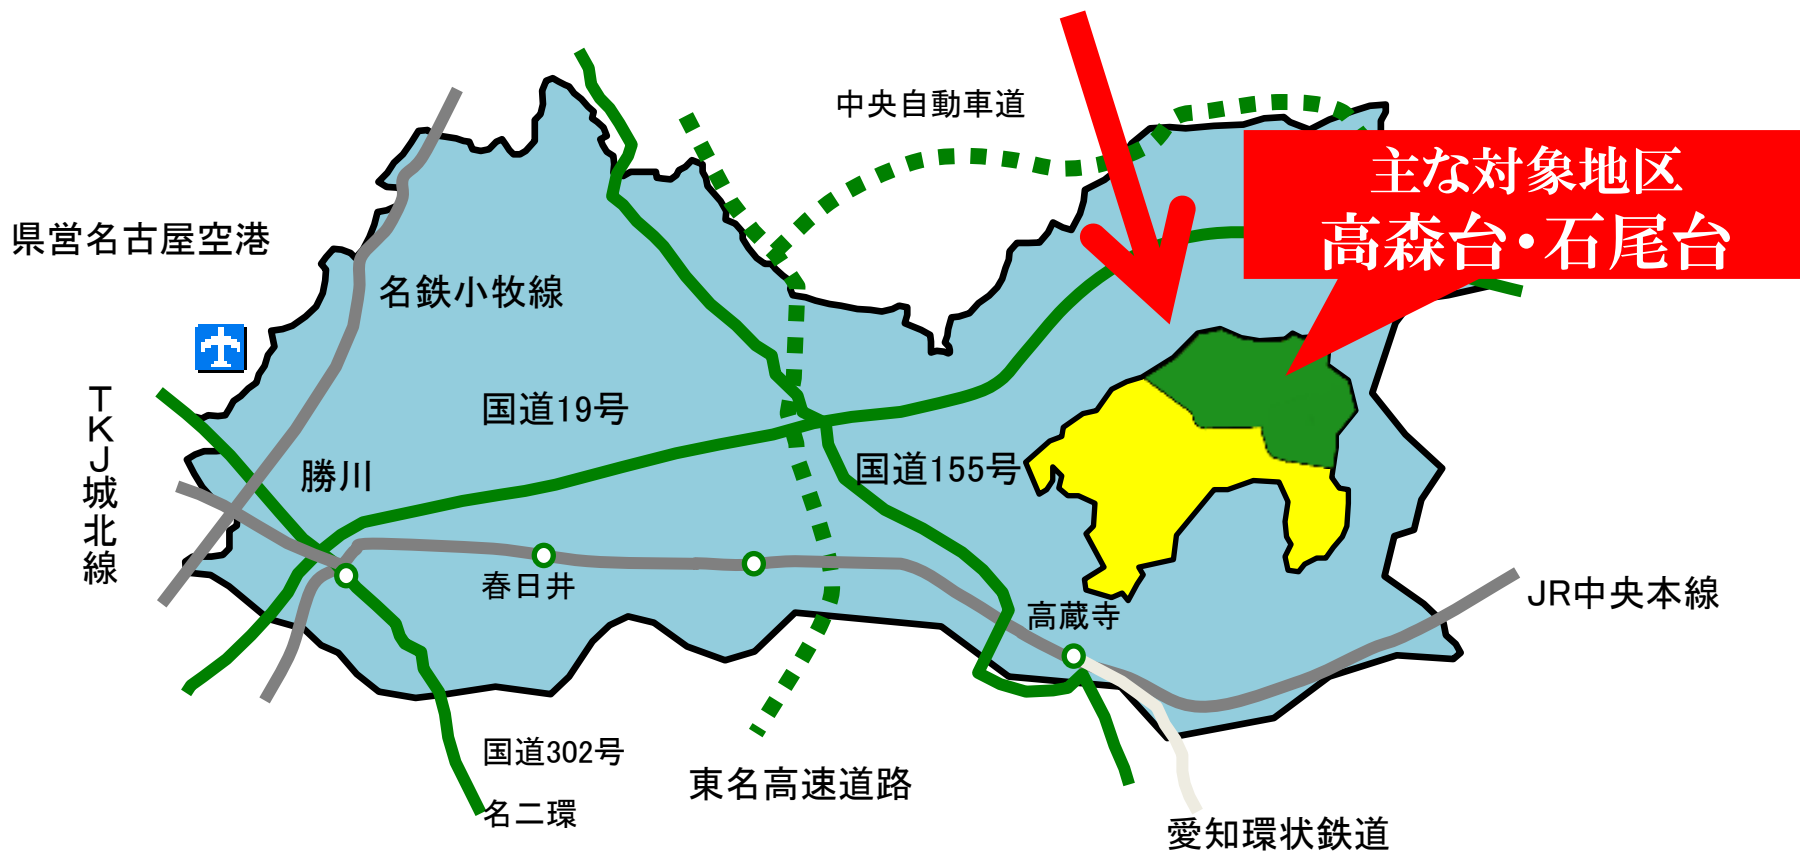 中央自動車道
主な対象地区
高森台・石尾台
県営名古屋空港
名鉄小牧線
TKJ城北線
国道19号
国道155号
勝川
春日井
高蔵寺
JR中央本線
国道302号
名二環
東名高速道路
愛知環状鉄道